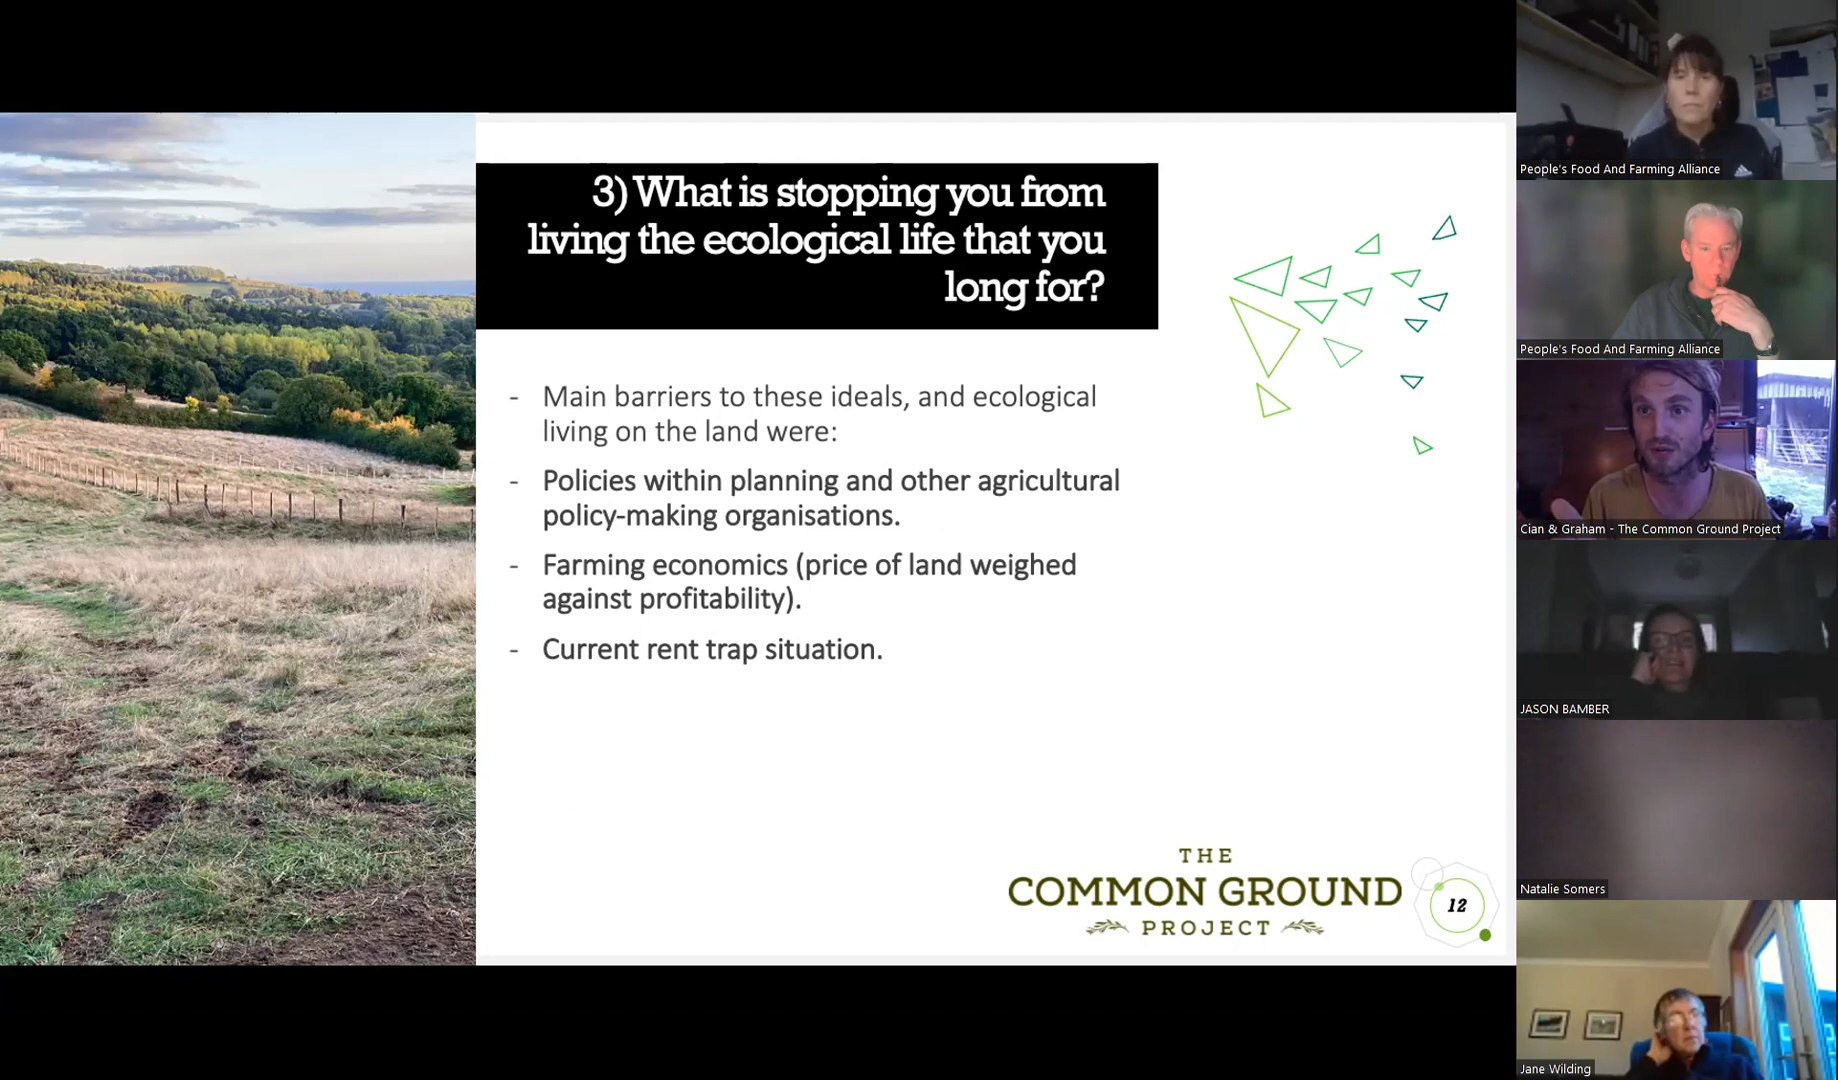 3) What is stopping you from
living the ecological life that you
long for?
- Main barriers to these ideals, and ecological
living on the land were:
- Policies within planning and other agricultural
policy-making organisations.
- Farming economics (price of land weighed
against profitability).
- Current rent trap situation.
THE
COMMON GROUND
PROJECT
12
People's Food And Farming Alliance
People's Food And Farming Alliance
Cian & Graham - The Common Ground Project
JASON BAMBER
Natalie Somers
Jane Wilding